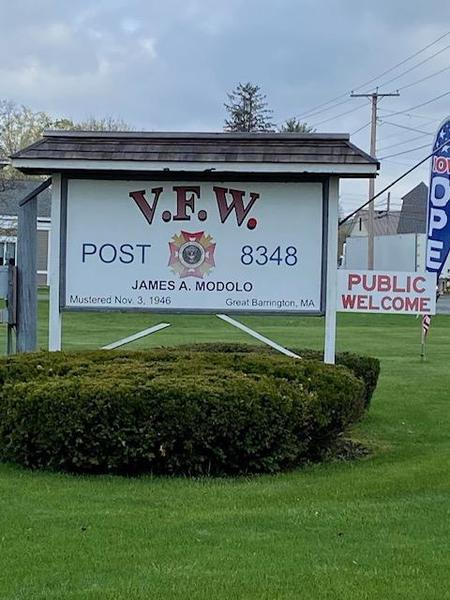 V.F.W.
POST 8348
JAMES A. MODOLO
Mustered Nov. 3, 1946 Great Barrington, MA
PUBLIC
WELCOME
OPE